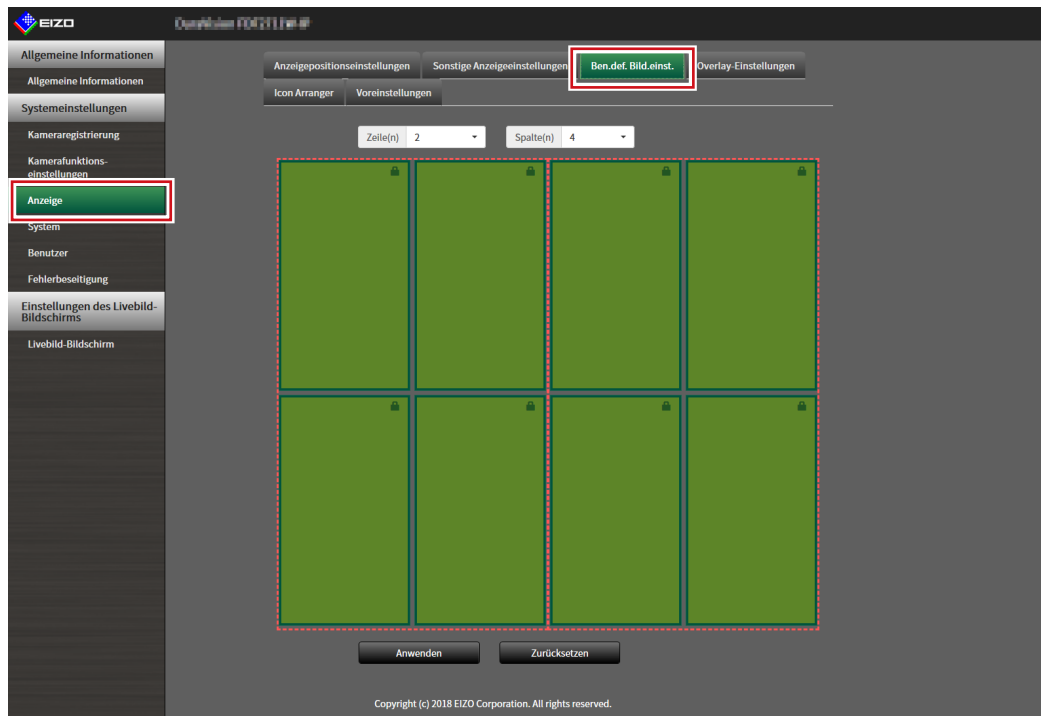 EIZO
Allgemeine Informationen
Allgemeine Informationen
Systemeinstellungen
Kameraregistrierung
Kamerafunktions-
einstellungen
Anzeige
System
Benutzer
Fehlerbeseitigung
Einstellungen des Livebild-
Bildschirms
Livebild-Bildschirm
Anzeigepositionseinstellungen Sonstige Anzeigeeinstellungen Ben.def. Bild.einst. Overlay-Einstellungen
Icon Arranger Voreinstellungen
Zeile(n) 2 Spalte(n) 4
Anwenden Zurücksetzen
Copyright (c) 2018 EIZO Corporation. All rights reserved.